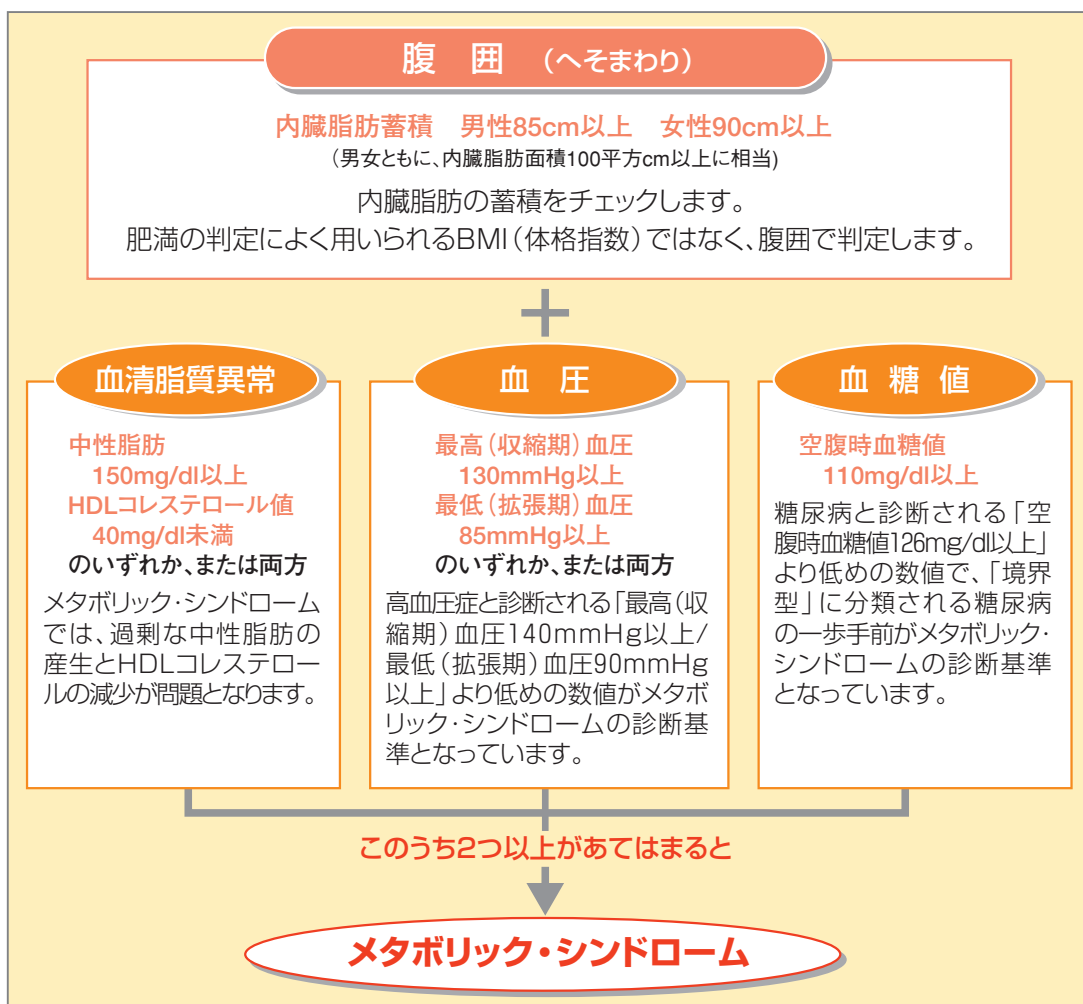 腹 囲 (へそまわり)
内臓脂肪蓄積 男性85cm以上 女性90cm以上
(男女ともに、内臓脂肪面積100平方cm以上に相当)
内臓脂肪の蓄積をチェックします。
肥満の判定によく用いられるBMI(体格指数)ではなく、腹囲で判定します。
+
血清脂質異常
中性脂肪
150mg/dl以上
HDLコレステロール値
40mg/dl未満
のいずれか、または両方
メタボリック・シンドローム
では、過剰な中性脂肪の
産生とHDLコレステロー
ルの減少が問題となります。
血 圧
最高(収縮期)血圧
130mmHg以上
最低(拡張期)血圧
85mmHg以上
のいずれか、または両方
高血圧症と診断される「最高(収
縮期)血圧140mmHg以上/
最低(拡張期)血圧90mmHg
以上」より低めの数値がメタボ
リック・シンドロームの診断基
準となっています。
血 糖 値
空腹時血糖値
110mg/dl以上
糖尿病と診断される「空
腹時血糖値126mg/dl以上」
より低めの数値で、「境界
型」に分類される糖尿病
の一歩手前がメタボリック・
シンドロームの診断基準
となっています。
このうち2つ以上があてはまると
メタボリック・シンドローム